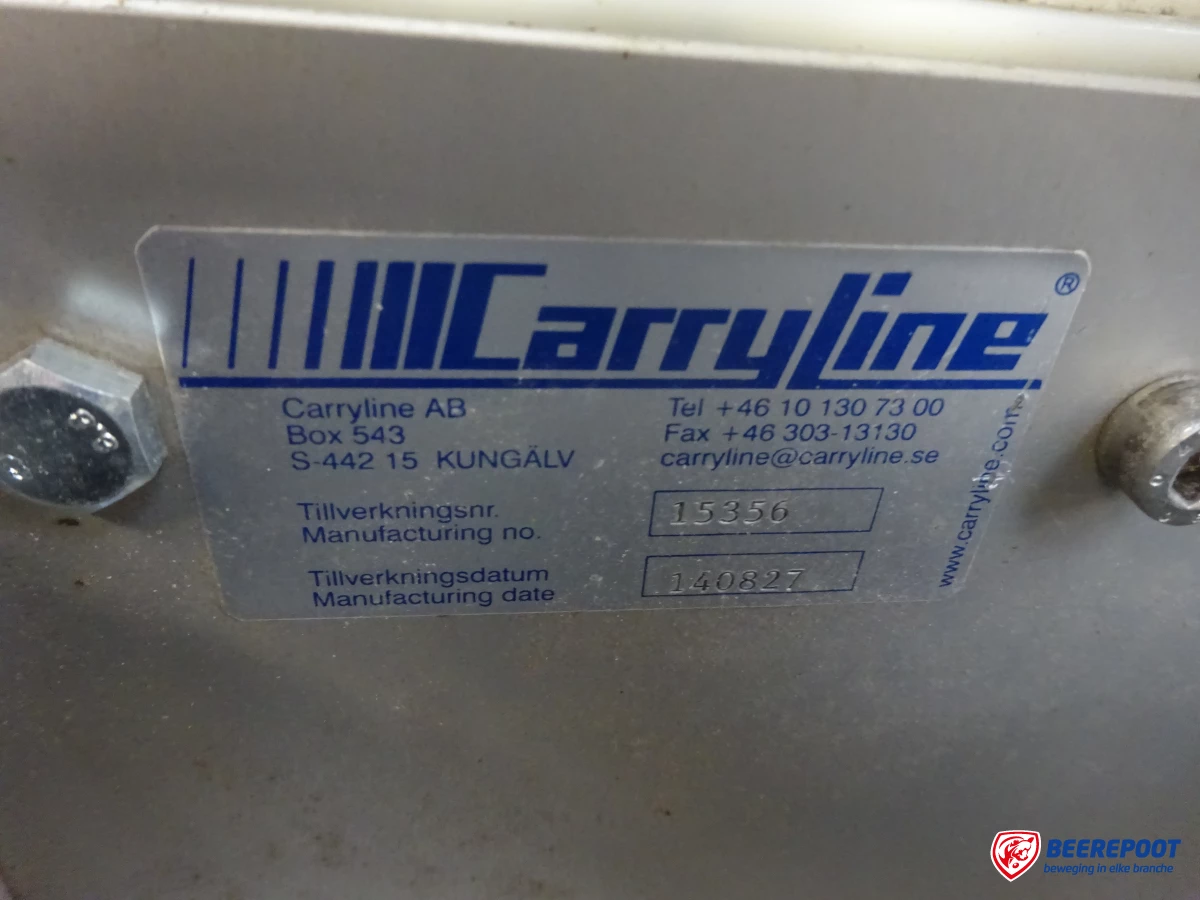 Carryline®
Carryline AB
Box 543
S-442 15 KUNGÄLV
Tel +46 10 130 73 00
Fax +46 303-13130
carryline@carryline.se
www.carryline.com
Tillverkningsnr.
Manufacturing no.
15356
Tillverkningsdatum
Manufacturing date
140827
BEEREPOOT
beweging in elke branche